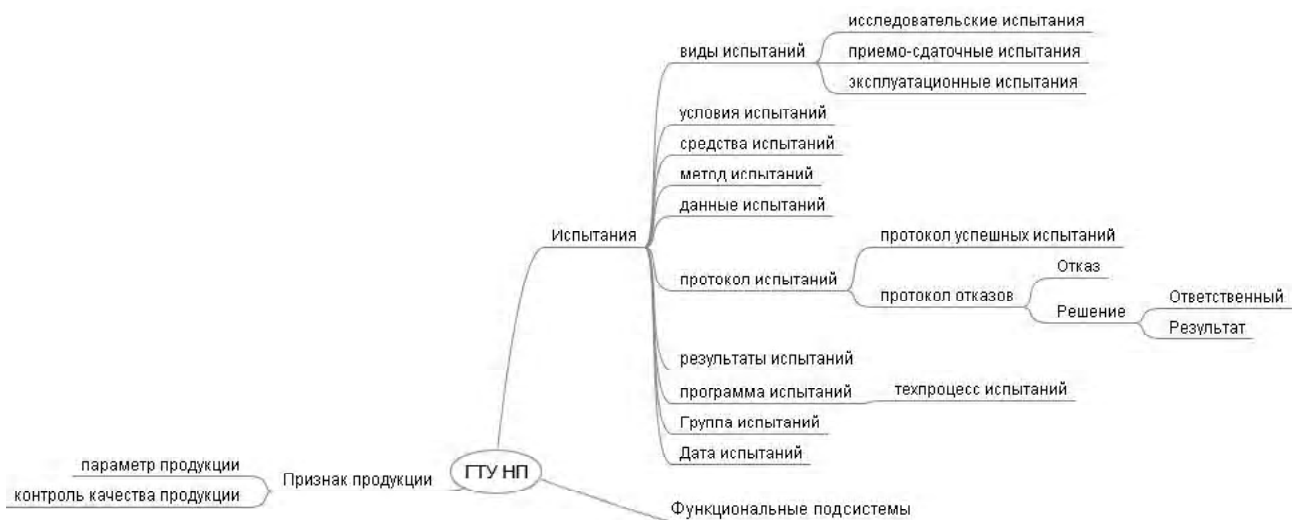 исследовательские испытания
виды испытаний
приемо-сдаточные испытания
эксплуатационные испытания
условия испытаний
средства испытаний
метод испытаний
данные испытаний
Испытания
протокол успешных испытаний
протокол испытаний
Отказ
протокол отказов
Решение
Ответственный
Результат
результаты испытаний
программа испытаний
техпроцесс испытаний
Группа испытаний
Дата испытаний
параметр продукции
контроль качества продукции
Признак продукции
ГТУ НП
Функциональные подсистемы